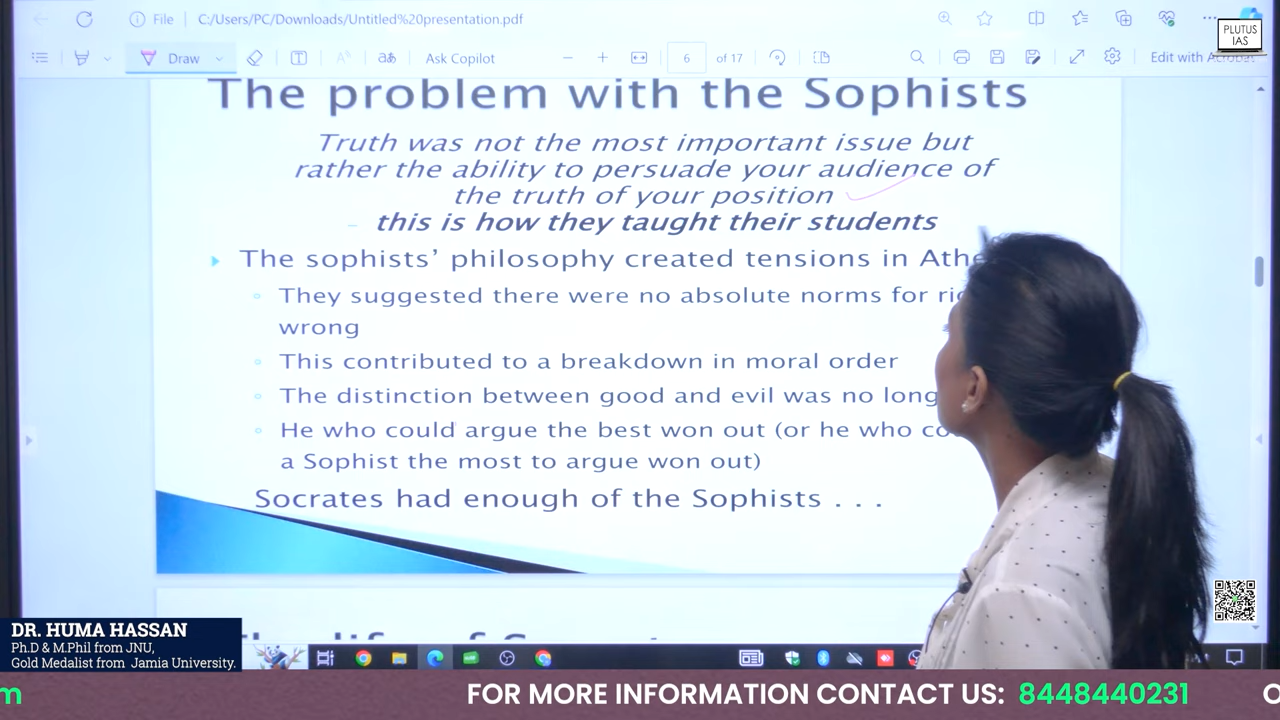 File
C:/Users/PC/Downloads/Untitled%20presentation.pdf
PLUTUS
IAS
Draw
aあ
Ask Copilot
6
of 17
Edit with Acrobat
The problem with the Sophists
Truth was not the most important issue but
rather the ability to persuade your audience of
the truth of your position
– this is how they taught their students
The sophists’ philosophy created tensions in
They suggested there were no absolute norms for
wrong
This contributed to a breakdown in moral order
The distinction between good and evil was no
He who could argue the best won out (or he who
a Sophist the most to argue won out)
Socrates had enough of the Sophists . . .
DR. HUMA HASSAN
Ph.D & M.Phil from JNU,
Gold Medalist from Jamia University.
m
FOR MORE INFORMATION CONTACT US: 8448440231
O